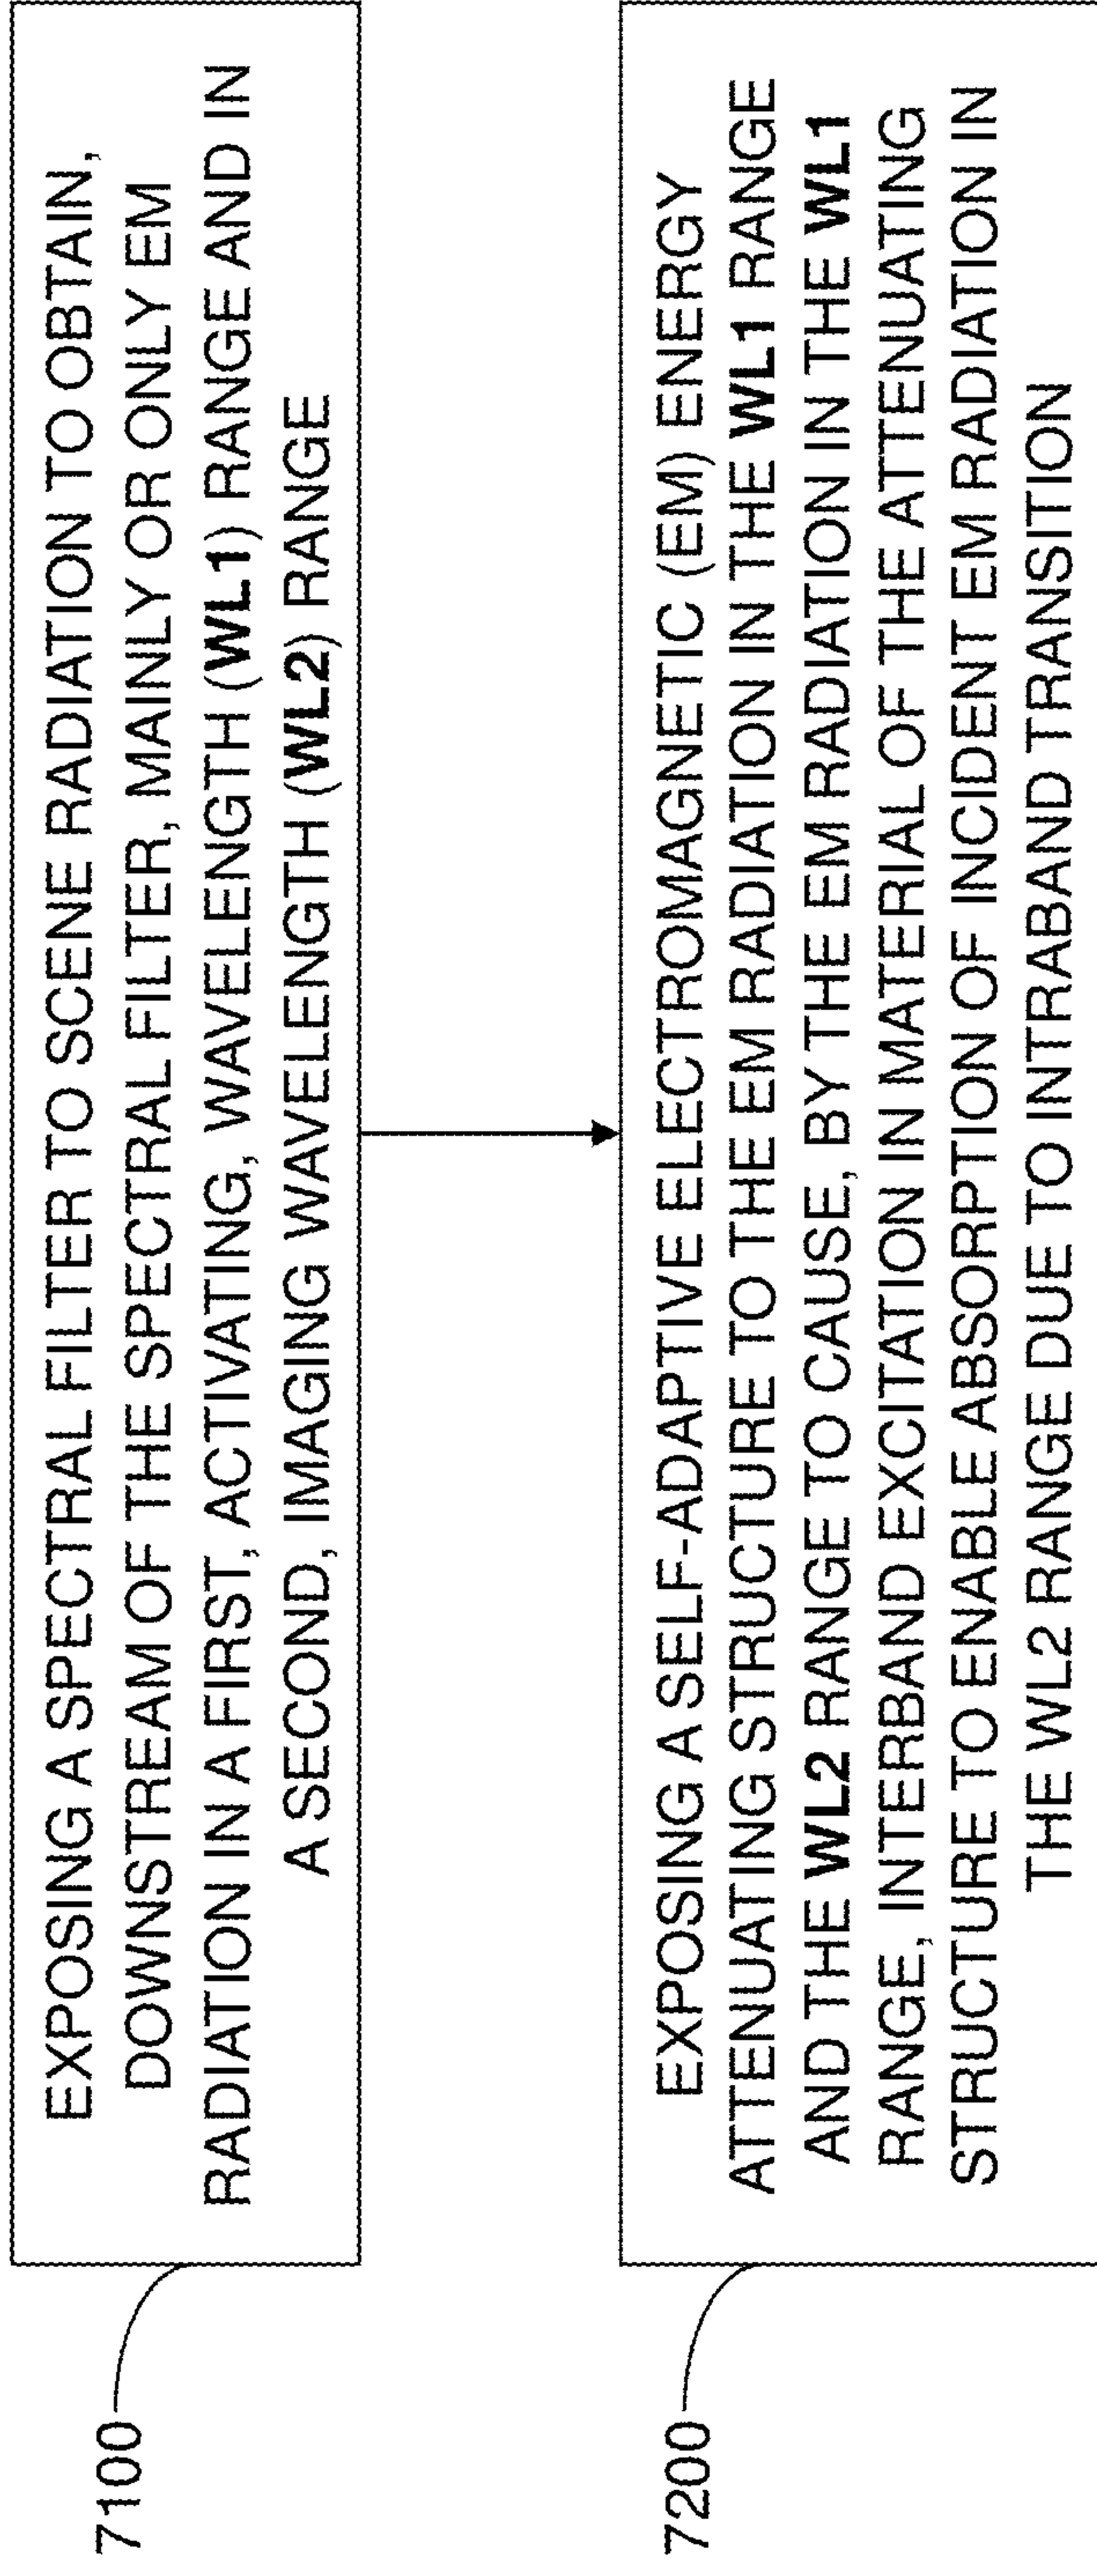 7100
EXPOSING A SPECTRAL FILTER TO SCENE RADIATION TO OBTAIN,
DOWNSTREAM OF THE SPECTRAL FILTER, MAINLY OR ONLY EM
RADIATION IN A FIRST, ACTIVATING, WAVELENGTH (WL1) RANGE AND IN
A SECOND, IMAGING WAVELENGTH (WL2) RANGE
7200
EXPOSING A SELF-ADAPTIVE ELECTROMAGNETIC (EM) ENERGY
ATTENUATING STRUCTURE TO THE EM RADIATION IN THE WL1 RANGE
AND THE WL2 RANGE TO CAUSE, BY THE EM RADIATION IN THE WL1
RANGE, INTERBAND EXCITATION IN MATERIAL OF THE ATTENUATING
STRUCTURE TO ENABLE ABSORPTION OF INCIDENT EM RADIATION IN
THE WL2 RANGE DUE TO INTRABAND TRANSITION